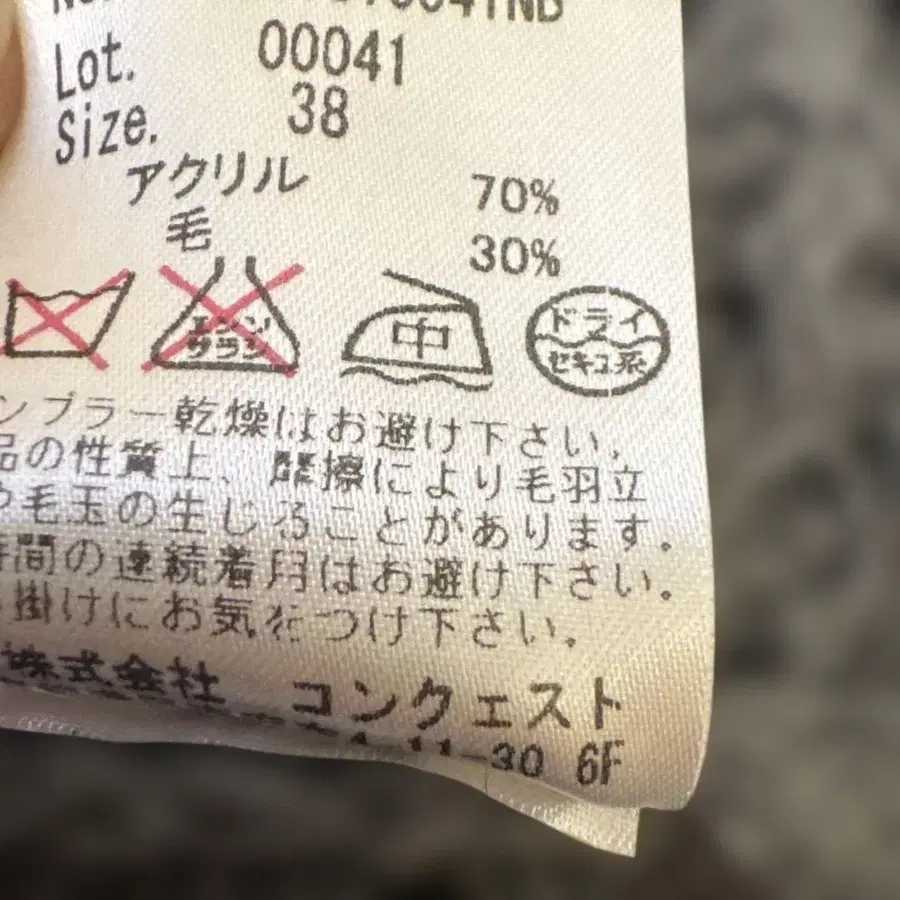 Lot. 00041
Size. 38
アクリル 70%
毛 30%
エンソ サラシ 中 ドライ セキユ系
ンブラー乾燥はお避け下さい、
品の性質上、摩擦により毛羽立
や毛玉の生じることがあります。
時間の連続着用はお避け下さい。
掛けにお気をつけ下さい。
株式会社 コンクェスト
11-30 6F